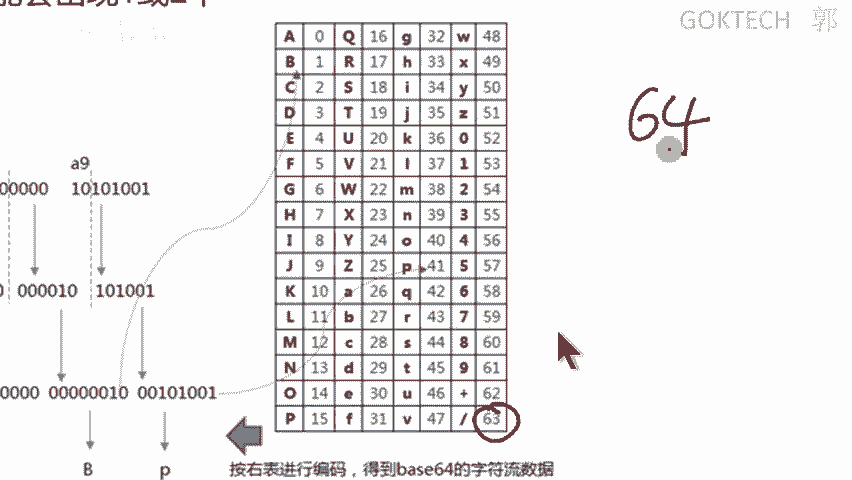 GOKTECH 郭
A 0 Q 16 g 32 w 48
B 1 R 17 h 33 x 49
C 2 S 18 i 34 y 50
D 3 T 19 j 35 z 51
E 4 U 20 k 36 0 52
F 5 V 21 l 37 1 53
G 6 W 22 m 38 2 54
H 7 X 23 n 39 3 55
I 8 Y 24 o 40 4 56
J 9 Z 25 p 41 5 57
K 10 a 26 q 42 6 58
L 11 b 27 r 43 7 59
M 12 c 28 s 44 8 60
N 13 d 29 t 45 9 61
O 14 e 30 u 46 + 62
P 15 f 31 v 47 / 63
64
a9
00000 10101001
0 000010 101001
0000 00000010 00101001
B p
按右表进行编码，得到base64的字符流数据